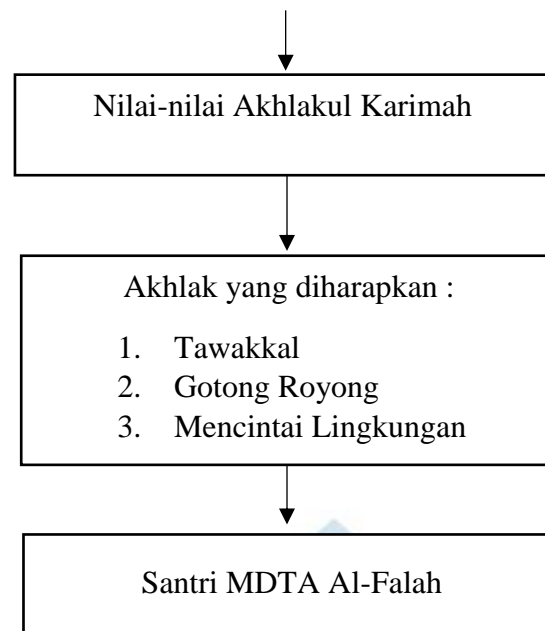 Nilai-nilai Akhlakul Karimah
Akhlak yang diharapkan :
1. Tawakkal
2. Gotong Royong
3. Mencintai Lingkungan
Santri MDTA Al-Falah